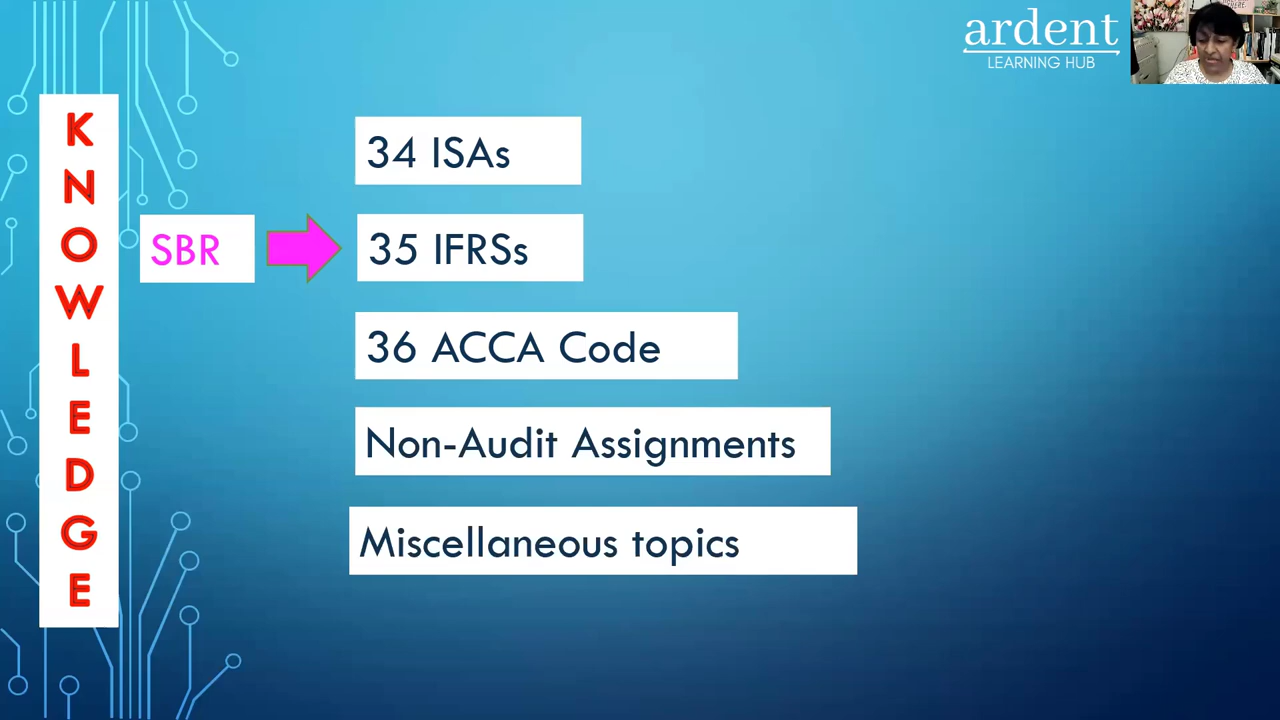 ardent
LEARNING HUB
KNOWLEDGE
34 ISAs
SBR
35 IFRSs
36 ACCA Code
Non-Audit Assignments
Miscellaneous topics